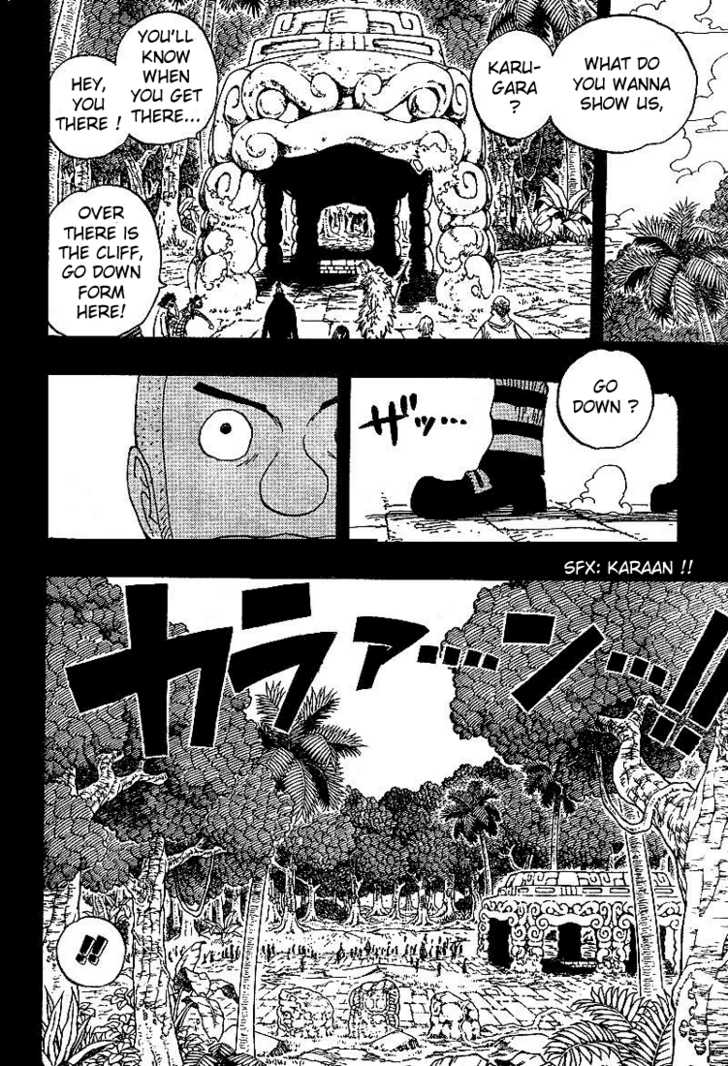 WHAT DO
YOU WANNA
SHOW US,
KARU-
GARA
?
YOU'LL
KNOW
WHEN
YOU GET
THERE...
HEY,
YOU
THERE !
OVER
THERE IS
THE CLIFF,
GO DOWN
FORM
HERE!
GO
DOWN ?
ザッ...
SFX: KARAAN !!
カラァ...ン...!!
!!